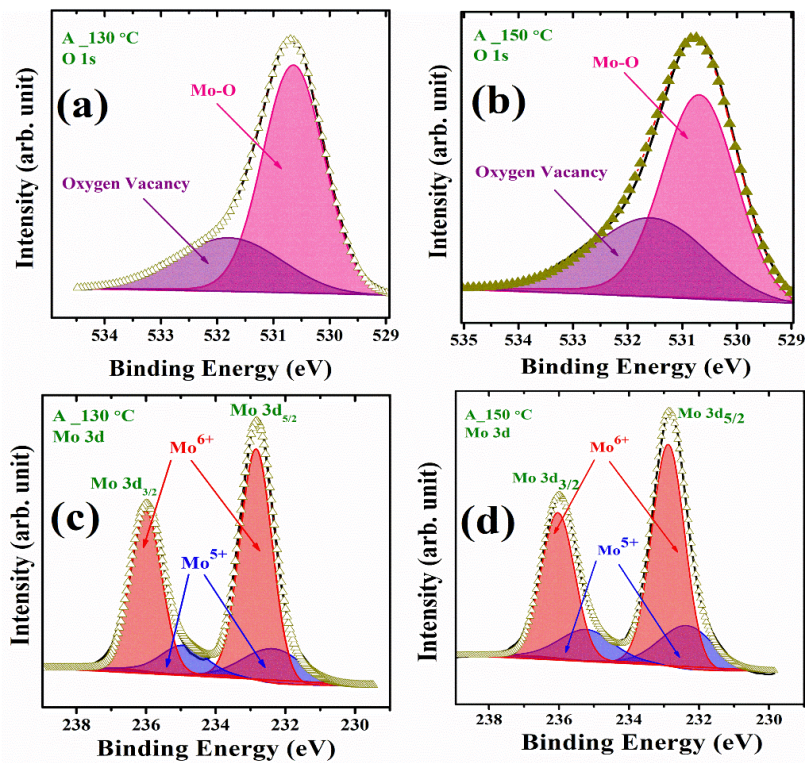 A _130 °C
O 1s
(a)
Mo-O
Oxygen Vacancy
Intensity (arb. unit)
534 533 532 531 530 529
Binding Energy (eV)
A _150 °C
O 1s
(b)
Mo-O
Oxygen Vacancy
Intensity (arb. unit)
535 534 533 532 531 530 529
Binding Energy (eV)
A _130 °C
Mo 3d
Mo 3d5/2
Mo6+
Mo 3d3/2
(c)
Mo5+
Intensity (arb. unit)
238 236 234 232 230
Binding Energy (eV)
A _150 °C
Mo 3d
Mo 3d5/2
Mo6+
Mo 3d3/2
(d)
Mo5+
Intensity (arb. unit)
238 236 234 232 230
Binding Energy (eV)